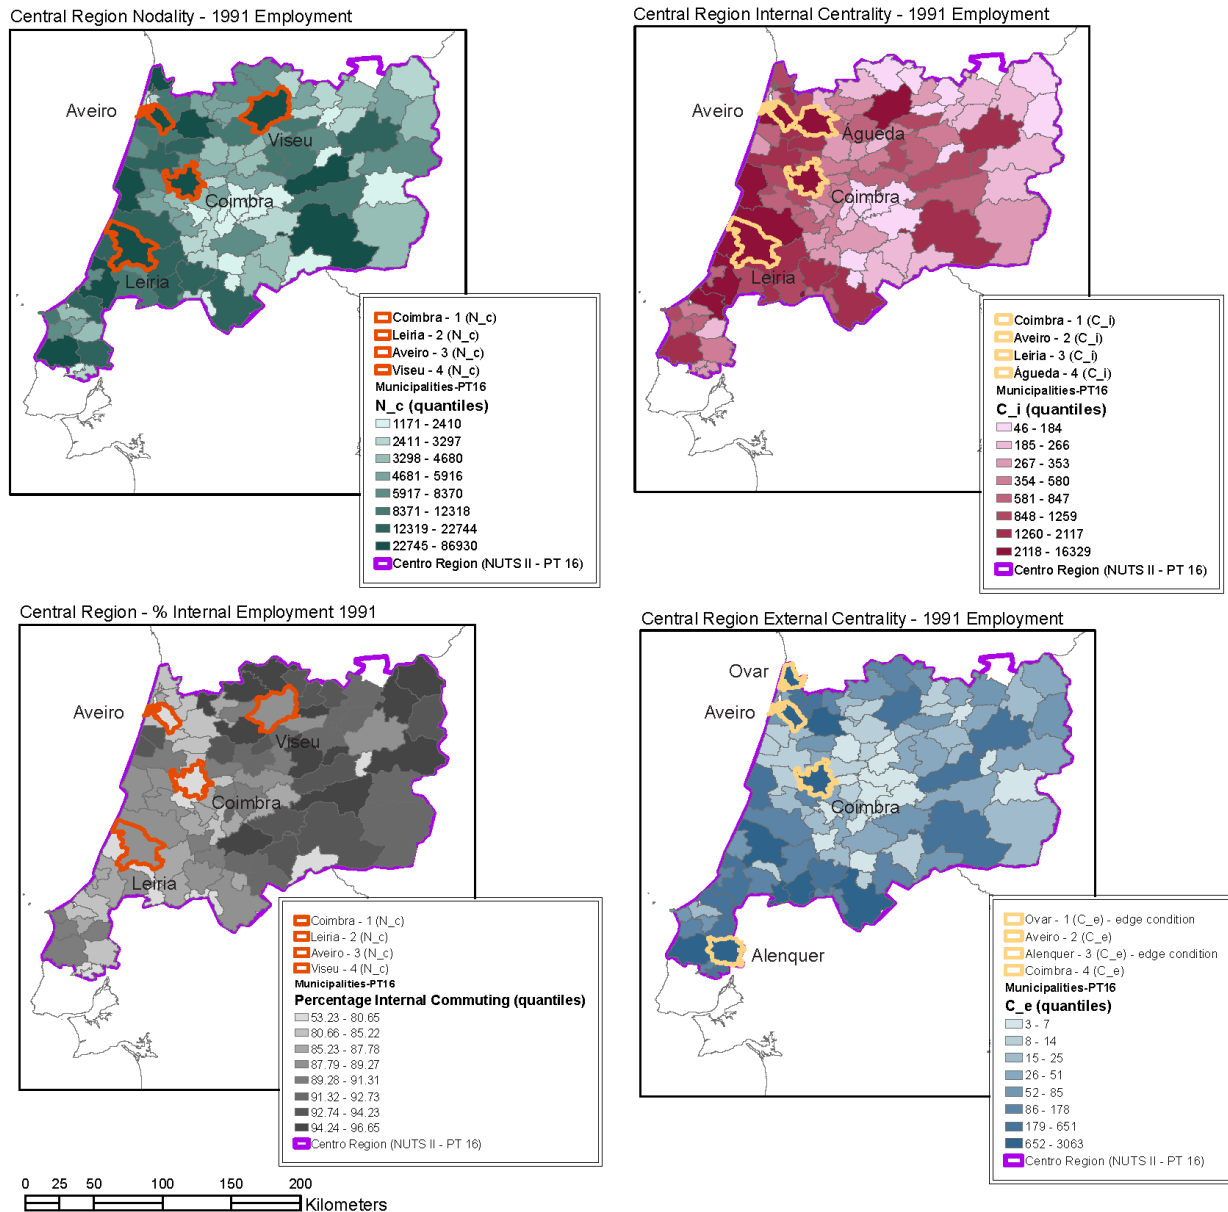 Central Region Nodality - 1991 Employment
Aveiro
Viseu
Coimbra
Leiria
Coimbra - 1 (N_c)
Leiria - 2 (N_c)
Aveiro - 3 (N_c)
Viseu - 4 (N_c)
Municipalities-PT16
N_c (quantiles)
1171 - 2410
2411 - 3297
3298 - 4680
4681 - 5916
5917 - 8370
8371 - 12318
12319 - 22744
22745 - 86930
Centro Region (NUTS II - PT 16)
Central Region Internal Centrality - 1991 Employment
Aveiro
Águeda
Coimbra
Leiria
Coimbra - 1 (C_i)
Aveiro - 2 (C_i)
Leiria - 3 (C_i)
Águeda - 4 (C_i)
Municipalities-PT16
C_i (quantiles)
46 - 184
185 - 266
267 - 353
354 - 580
581 - 847
848 - 1259
1260 - 2117
2118 - 16329
Centro Region (NUTS II - PT 16)
Central Region - % Internal Employment 1991
Aveiro
Viseu
Coimbra
Leiria
Coimbra - 1 (N_c)
Leiria - 2 (N_c)
Aveiro - 3 (N_c)
Viseu - 4 (N_c)
Municipalities-PT16
Percentage Internal Commuting (quantiles)
53.23 - 80.65
80.66 - 85.22
85.23 - 87.78
87.79 - 89.27
89.28 - 91.31
91.32 - 92.73
92.74 - 94.23
94.24 - 96.65
Centro Region (NUTS II - PT 16)
Central Region External Centrality - 1991 Employment
Ovar
Aveiro
Coimbra
Alenquer
Ovar - 1 (C_e) - edge condition
Aveiro - 2 (C_e)
Alenquer - 3 (C_e) - edge condition
Coimbra - 4 (C_e)
Municipalities-PT16
C_e (quantiles)
3 - 7
8 - 14
15 - 25
26 - 51
52 - 85
86 - 178
179 - 651
652 - 3063
Centro Region (NUTS II - PT 16)
0 25 50 100 150 200
Kilometers